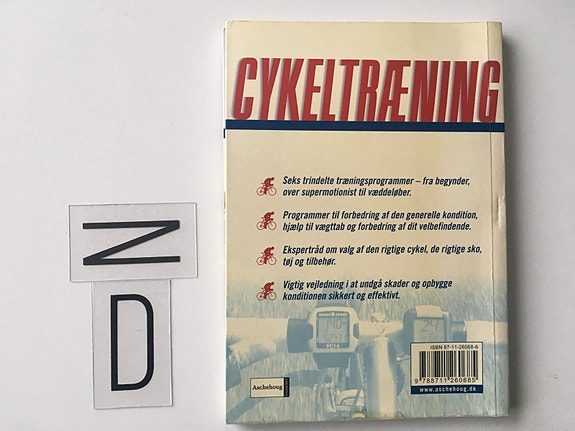 CYKELTRÆNING
Seks trindelte træningsprogrammer – fra begynder,
over supermotionist til væddeløber.
Programmer til forbedring af den generelle kondition,
hjælp til vægttab og forbedring af dit velbefindende.
Ekspertråd om valg af den rigtige cykel, de rigtige sko,
tøj og tilbehør.
Vigtig vejledning i at undgå skader og opbygge
konditionen sikkert og effektivt.
PC14
ISBN 87-11-26068-8
9 788711 260685
www.aschehoug.dk
Aschehoug
Z
D